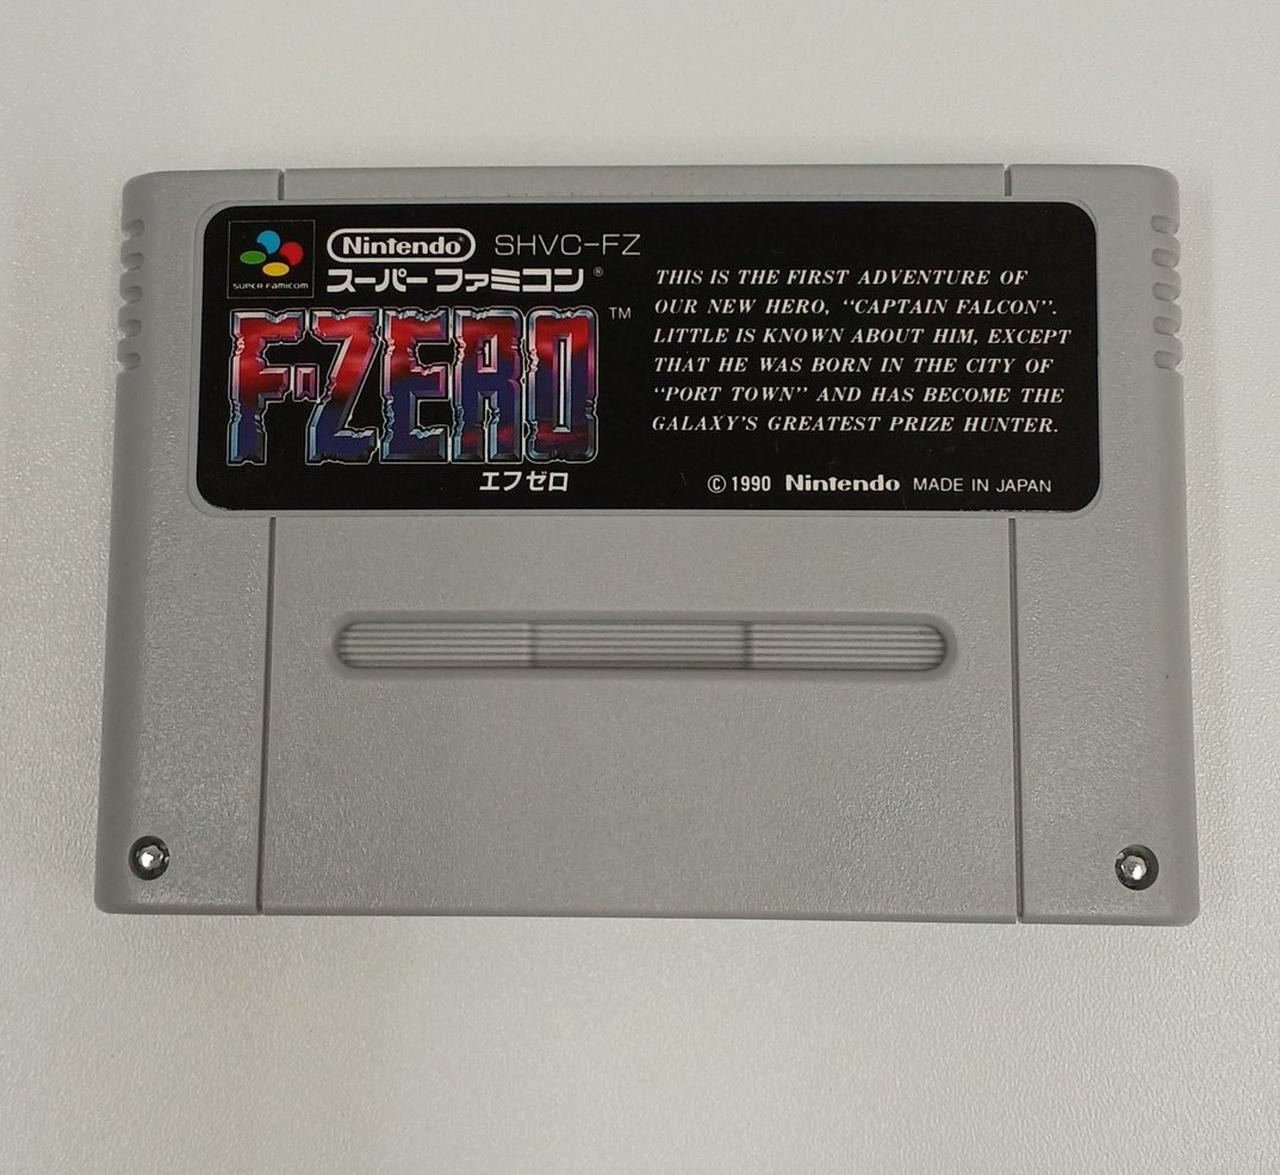 Nintendo® SHVC-FZ
SUPER FAMICOM
スーパーファミコン®
F-ZERO™
エフゼロ
THIS IS THE FIRST ADVENTURE OF
OUR NEW HERO, “CAPTAIN FALCON”.
LITTLE IS KNOWN ABOUT HIM, EXCEPT
THAT HE WAS BORN IN THE CITY OF
“PORT TOWN” AND HAS BECOME THE
GALAXY'S GREATEST PRIZE HUNTER.
© 1990 Nintendo MADE IN JAPAN